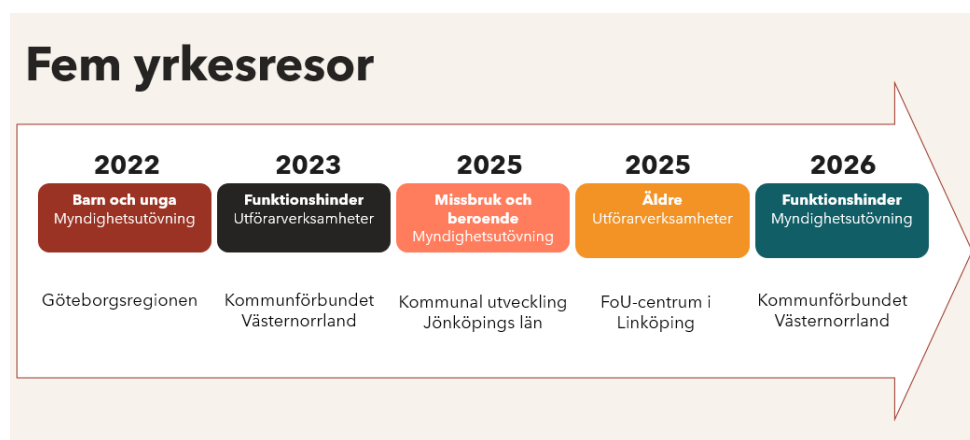 Fem yrkesresor
2022
Barn och unga
Myndighetsutövning
Göteborgsregionen
2023
Funktionshinder
Utförarverksamheter
Kommunförbundet
Västernorrland
2025
Missbruk och
beroende
Myndighetsutövning
Kommunal utveckling
Jönköpings län
2025
Äldre
Utförarverksamheter
FoU-centrum i
Linköping
2026
Funktionshinder
Myndighetsutövning
Kommunförbundet
Västernorrland